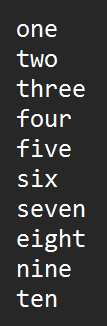 one
two
three
four
five
six
seven
eight
nine
ten